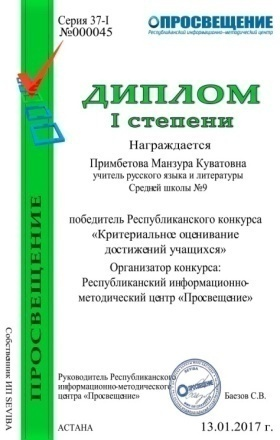 Серия 37-I
№000045
ПРОСВЕЩЕНИЕ
Республиканский информационно-методический центр
ДИПЛОМ
I степени
Награждается
Примбетова Манзура Куватовна
учитель русского языка и литературы
Средней школы №9
победитель Республиканского конкурса
«Критериальное оценивание
достижений учащихся»
Организатор конкурса:
Республиканский информационно-
методический центр «Просвещение»
Руководитель Республиканского
информационно-методического
центра «Просвещение»
Баезов С.В.
АСТАНА
13.01.2017 г.
ПРОСВЕЩЕНИЕ
Собственник ИП SEVIBA